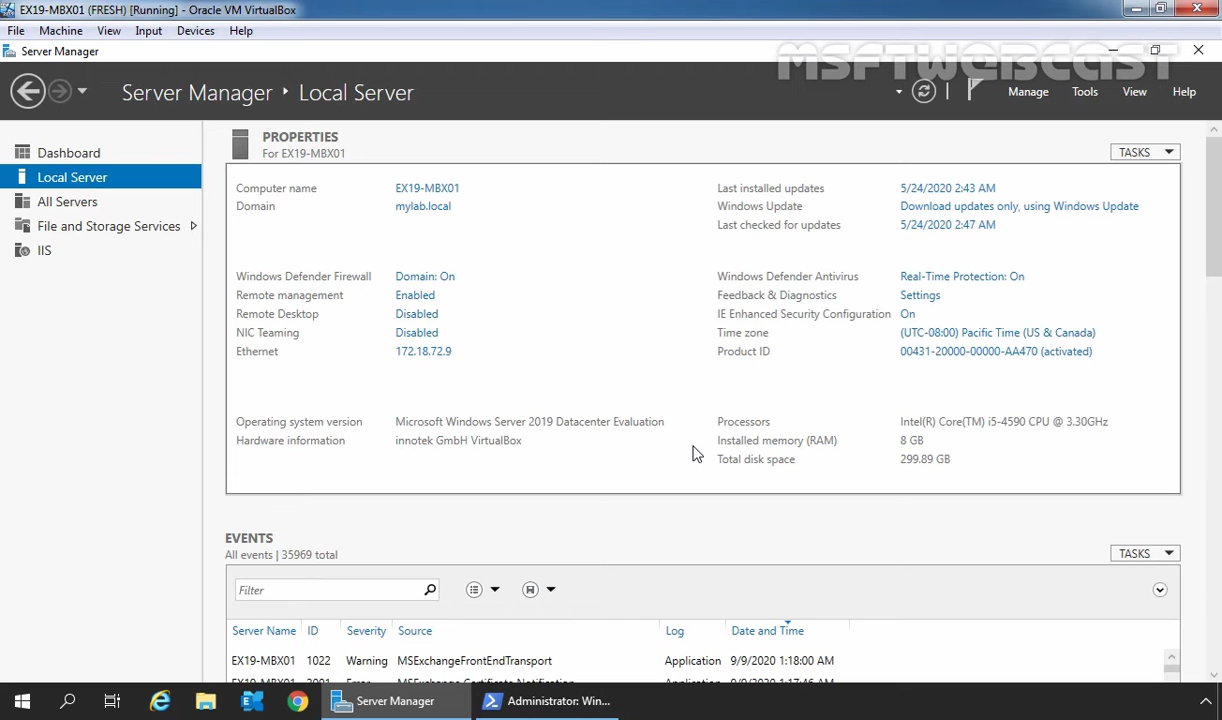 EX19-MBX01 (FRESH) [Running] - Oracle VM VirtualBox
File Machine View Input Devices Help
Server Manager
MSFTWEBCAST
Server Manager ‣ Local Server
Manage Tools View Help
Dashboard
Local Server
All Servers
File and Storage Services
IIS
PROPERTIES
For EX19-MBX01
TASKS
Computer name EX19-MBX01 Last installed updates 5/24/2020 2:43 AM
Domain mylab.local Windows Update Download updates only, using Windows Update
Last checked for updates 5/24/2020 2:47 AM
Windows Defender Firewall Domain: On Windows Defender Antivirus Real-Time Protection: On
Remote management Enabled Feedback & Diagnostics Settings
Remote Desktop Disabled IE Enhanced Security Configuration On
NIC Teaming Disabled Time zone (UTC-08:00) Pacific Time (US & Canada)
Ethernet 172.18.72.9 Product ID 00431-20000-00000-AA470 (activated)
Operating system version Microsoft Windows Server 2019 Datacenter Evaluation Processors Intel(R) Core(TM) i5-4590 CPU @ 3.30GHz
Hardware information innotek GmbH VirtualBox Installed memory (RAM) 8 GB
Total disk space 299.89 GB
EVENTS
All events | 35969 total
TASKS
Filter
Server Name ID Severity Source Log Date and Time
EX19-MBX01 1022 Warning MSExchangeFrontEndTransport Application 9/9/2020 1:18:00 AM
Server Manager Administrator: Win...